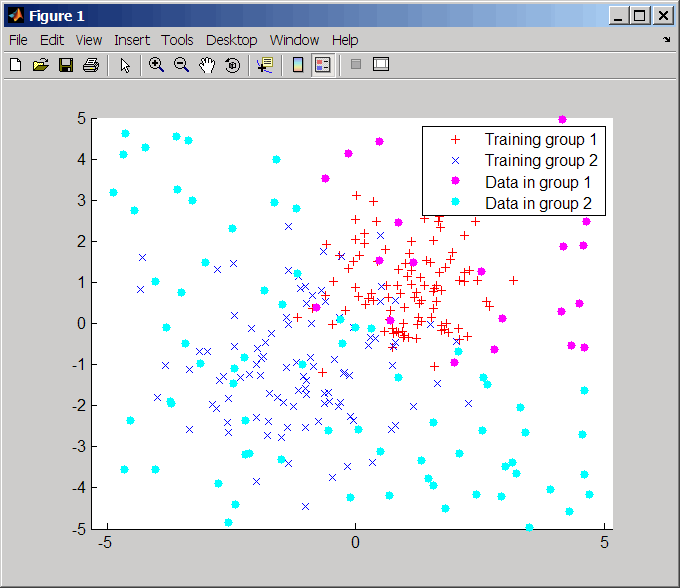 Figure 1
File Edit View Insert Tools Desktop Window Help
5
4
3
2
1
0
-1
-2
-3
-4
-5
-5 0 5
Training group 1
Training group 2
Data in group 1
Data in group 2